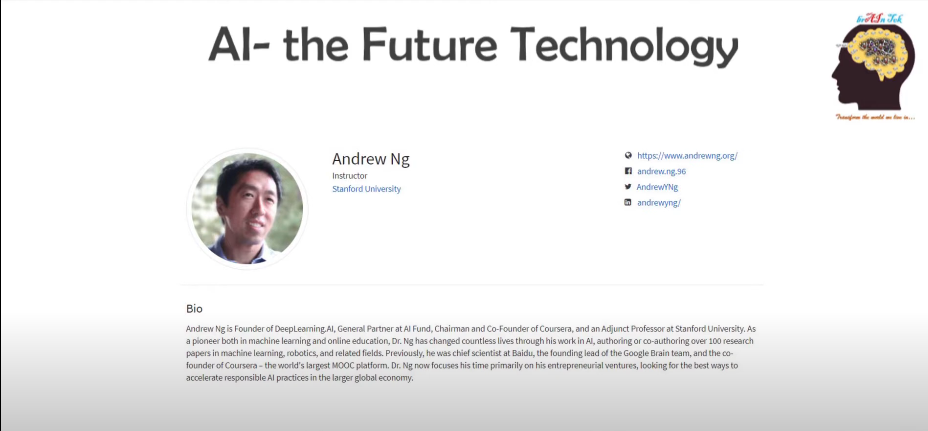 AI- the Future Technology
Transform the world we live in...
Andrew Ng
Instructor
Stanford University
https://www.andrewng.org/
andrew.ng.96
AndrewYNg
andrewyng/
Bio
Andrew Ng is Founder of DeepLearning.AI, General Partner at AI Fund, Chairman and Co-Founder of Coursera, and an Adjunct Professor at Stanford University. As
a pioneer both in machine learning and online education, Dr. Ng has changed countless lives through his work in AI, authoring or co-authoring over 100 research
papers in machine learning, robotics, and related fields. Previously, he was chief scientist at Baidu, the founding lead of the Google Brain team, and the co-
founder of Coursera – the world's largest MOOC platform. Dr. Ng now focuses his time primarily on his entrepreneurial ventures, looking for the best ways to
accelerate responsible AI practices in the larger global economy.